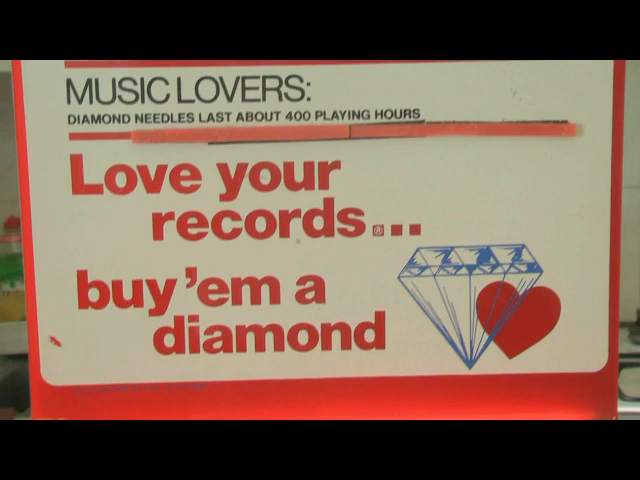 MUSIC LOVERS:
DIAMOND NEEDLES LAST ABOUT 400 PLAYING HOURS
Love your
records...
buy 'em a
diamond